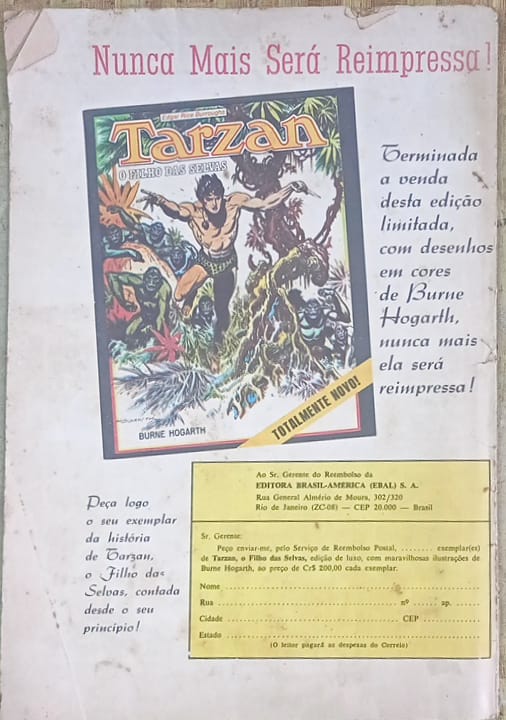 Nunca Mais Será Reimpressa!
Edgar Rice Burroughs
Tarzan
O FILHO DAS SELVAS
BURNE HOGARTH
TOTALMENTE NOVO!
Terminada
a venda
desta edição
limitada,
com desenhos
em cores
de Burne
Hogarth,
nunca mais
ela será
reimpressa!
Peça logo
o seu exemplar
da história
de Tarzan,
o Filho das
Selvas, contada
desde o seu
princípio!
Ao Sr. Gerente do Reembolso da
EDITORA BRASIL-AMÉRICA (EBAL) S. A.
Rua General Almério de Moura, 302/320
Rio de Janeiro (ZC-08) — CEP 20.000 — Brasil
Sr. Gerente:
Peço enviar-me, pelo Serviço de Reembolso Postal, ........ exemplar(es)
de Tarzan, o Filho das Selvas, edição de luxo, com maravilhosas ilustrações de
Burne Hogarth, ao preço de Cr$ 200,00 cada exemplar.
Nome ........................................
Rua ........................................ nº ........ ap. ........
Cidade ........................................ CEP ................
Estado ........................................
(O leitor pagará as despesas do Correio)